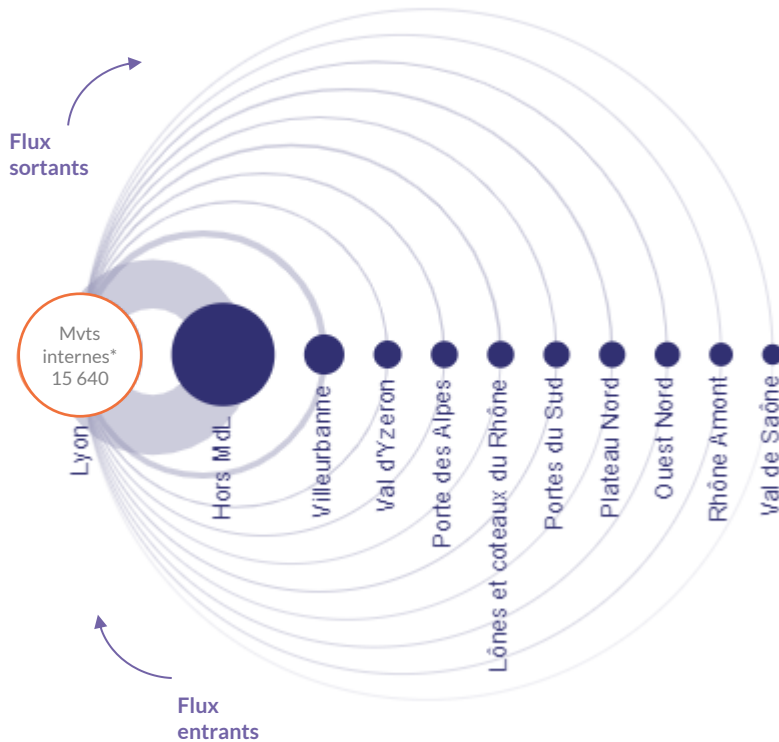 Flux
sortants
Mvts
internes*
15 640
Lyon
Hors MdL
Villeurbanne
Val d'Yzeron
Porte des Alpes
Lônes et coteaux du Rhône
Portes du Sud
Plateau Nord
Ouest Nord
Rhône Amont
Val de Saône
Flux
entrants